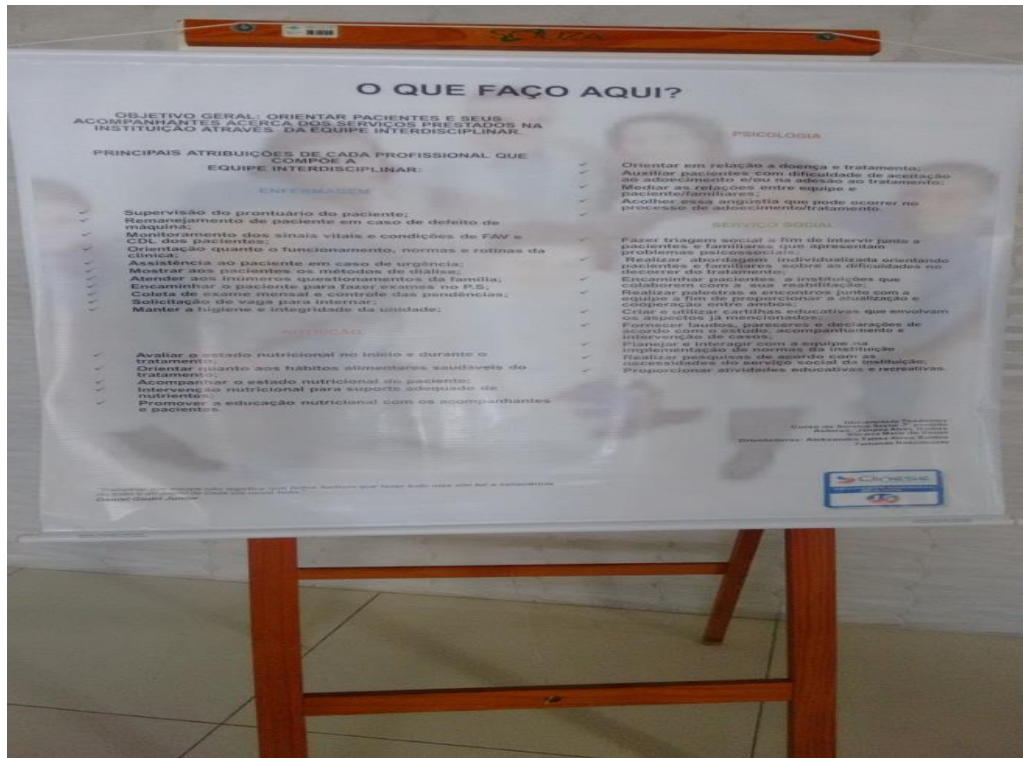 SOUZA
O QUE FAÇO AQUI?
OBJETIVO GERAL: ORIENTAR PACIENTES E SEUS
ACOMPANHANTES ACERCA DOS SERVIÇOS PRESTADOS NA
INSTITUIÇÃO ATRAVÉS DA EQUIPE INTERDISCIPLINAR.
PRINCIPAIS ATRIBUIÇÕES DE CADA PROFISSIONAL QUE
COMPÕE A
EQUIPE INTERDISCIPLINAR:
ENFERMAGEM
Supervisão do prontuário do paciente;
Remanejamento de paciente em caso de defeito de
máquina;
Monitoramento dos sinais vitais e condições de FAV e
CDL dos pacientes;
Orientação quanto o funcionamento, normas e rotinas da
clínica;
Assistência ao paciente em caso de urgência;
Mostrar aos pacientes os métodos de diálise;
Atender aos inúmeros questionamentos da família;
Encaminhar o paciente para fazer exames no P.S;
Coleta de exame mensal e controle das pendências;
Solicitação de vaga para internar;
Manter a higiene e integridade da unidade;
NUTRIÇÃO
Avaliar o estado nutricional no início e durante o
tratamento;
Orientar quanto aos hábitos alimentares saudáveis do
tratamento;
Acompanhar o estado nutricional do paciente;
Intervenção nutricional para suporte adequado de
nutrientes;
Promover a educação nutricional com os acompanhantes
e pacientes.
PSICOLOGIA
Orientar em relação a doença e tratamento;
Auxiliar pacientes com dificuldade de aceitação
ao adoecimento e/ou na adesão ao tratamento;
Mediar as relações entre equipe e
paciente/familiares;
Acolher essa angústia que pode ocorrer no
processo de adoecimento/tratamento.
SERVIÇO SOCIAL
Fazer triagem social a fim de intervir junto a
pacientes e familiares que apresentam
problemas psicossociais;
Realizar abordagem individualizada orientando
pacientes e familiares sobre as dificuldades no
decorrer do tratamento;
Encaminhar pacientes a instituições que
colaborem com a sua reabilitação;
Realizar palestras e encontros junto com a
equipe a fim de proporcionar a atualização e
cooperação entre ambos;
Criar e utilizar cartilhas educativas que envolvam
os aspectos já mencionados;
Fornecer laudos, pareceres e declarações de
acordo com o estudo, acompanhamento e
intervenção de casos;
Planejar e interagir com a equipe na
implementação de normas da instituição
Realizar pesquisas de acordo com as
necessidades do serviço social da instituição;
Proporcionar atividades educativas e recreativas.